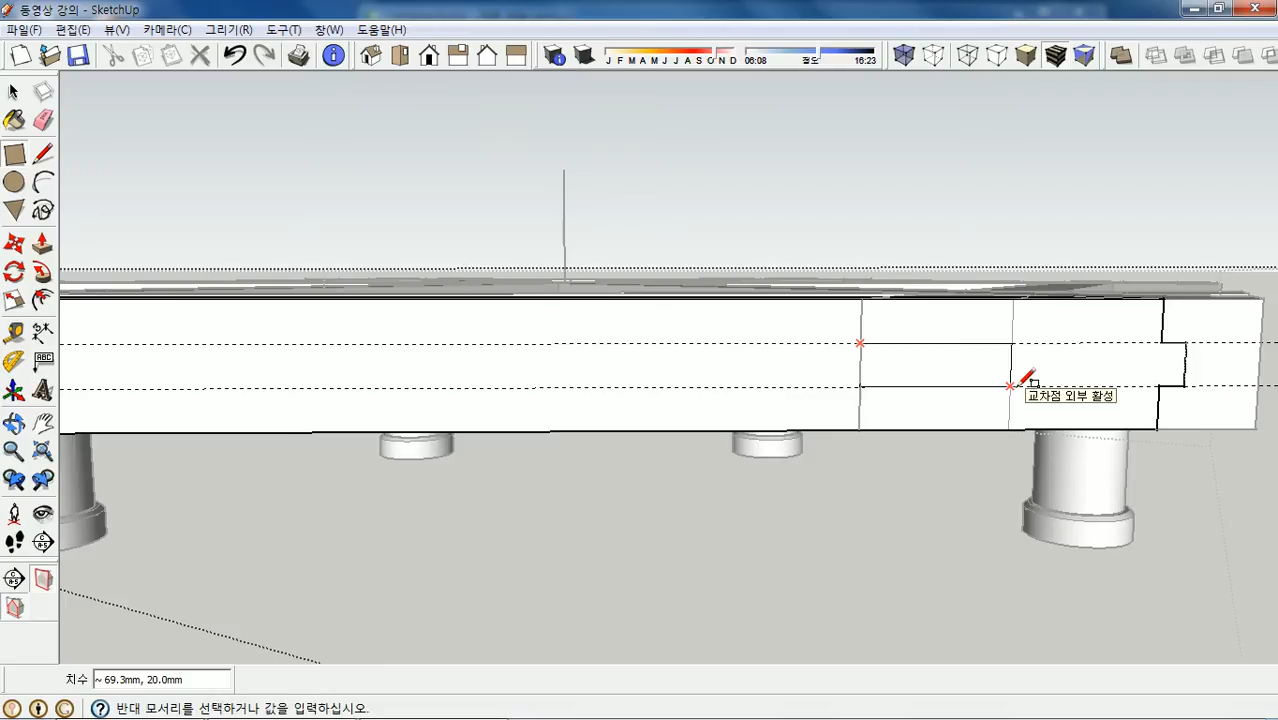 동영상 강의 - SketchUp
파일(F) 편집(E) 뷰(V) 카메라(C) 그리기(R) 도구(T) 창(W) 도움말(H)
J F M A M J J A S O N D 06:08 정오 16:23
ABC
교차점 외부 활성
치수 ~ 69.3mm, 20.0mm
반대 모서리를 선택하거나 값을 입력하십시오.